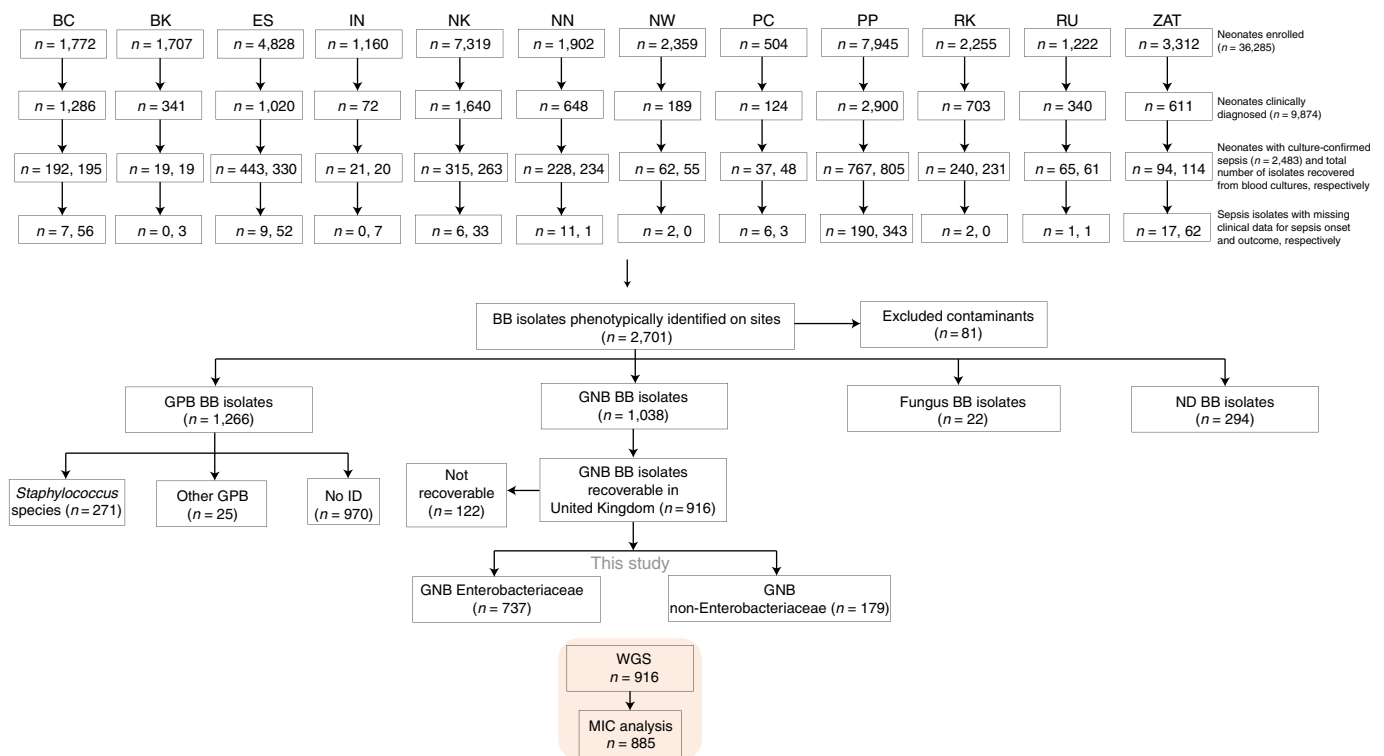 BC BK ES IN NK NN NW PC PP RK RU ZAT
n = 1,772 n = 1,707 n = 4,828 n = 1,160 n = 7,319 n = 1,902 n = 2,359 n = 504 n = 7,945 n = 2,255 n = 1,222 n = 3,312
Neonates enrolled
(n = 36,285)
n = 1,286 n = 341 n = 1,020 n = 72 n = 1,640 n = 648 n = 189 n = 124 n = 2,900 n = 703 n = 340 n = 611
Neonates clinically
diagnosed (n = 9,874)
n = 192, 195 n = 19, 19 n = 443, 330 n = 21, 20 n = 315, 263 n = 228, 234 n = 62, 55 n = 37, 48 n = 767, 805 n = 240, 231 n = 65, 61 n = 94, 114
Neonates with culture-confirmed
sepsis (n = 2,483) and total
number of isolates recovered
from blood cultures, respectively
n = 7, 56 n = 0, 3 n = 9, 52 n = 0, 7 n = 6, 33 n = 11, 1 n = 2, 0 n = 6, 3 n = 190, 343 n = 2, 0 n = 1, 1 n = 17, 62
Sepsis isolates with missing
clinical data for sepsis onset
and outcome, respectively
BB isolates phenotypically identified on sites
(n = 2,701)
Excluded contaminants
(n = 81)
GPB BB isolates
(n = 1,266)
GNB BB isolates
(n = 1,038)
Fungus BB isolates
(n = 22)
ND BB isolates
(n = 294)
Staphylococcus
species (n = 271)
Other GPB
(n = 25)
No ID
(n = 970)
Not
recoverable
(n = 122)
GNB BB isolates
recoverable in
United Kingdom (n = 916)
This study
GNB Enterobacteriaceae
(n = 737)
GNB
non-Enterobacteriaceae (n = 179)
WGS
n = 916
MIC analysis
n = 885